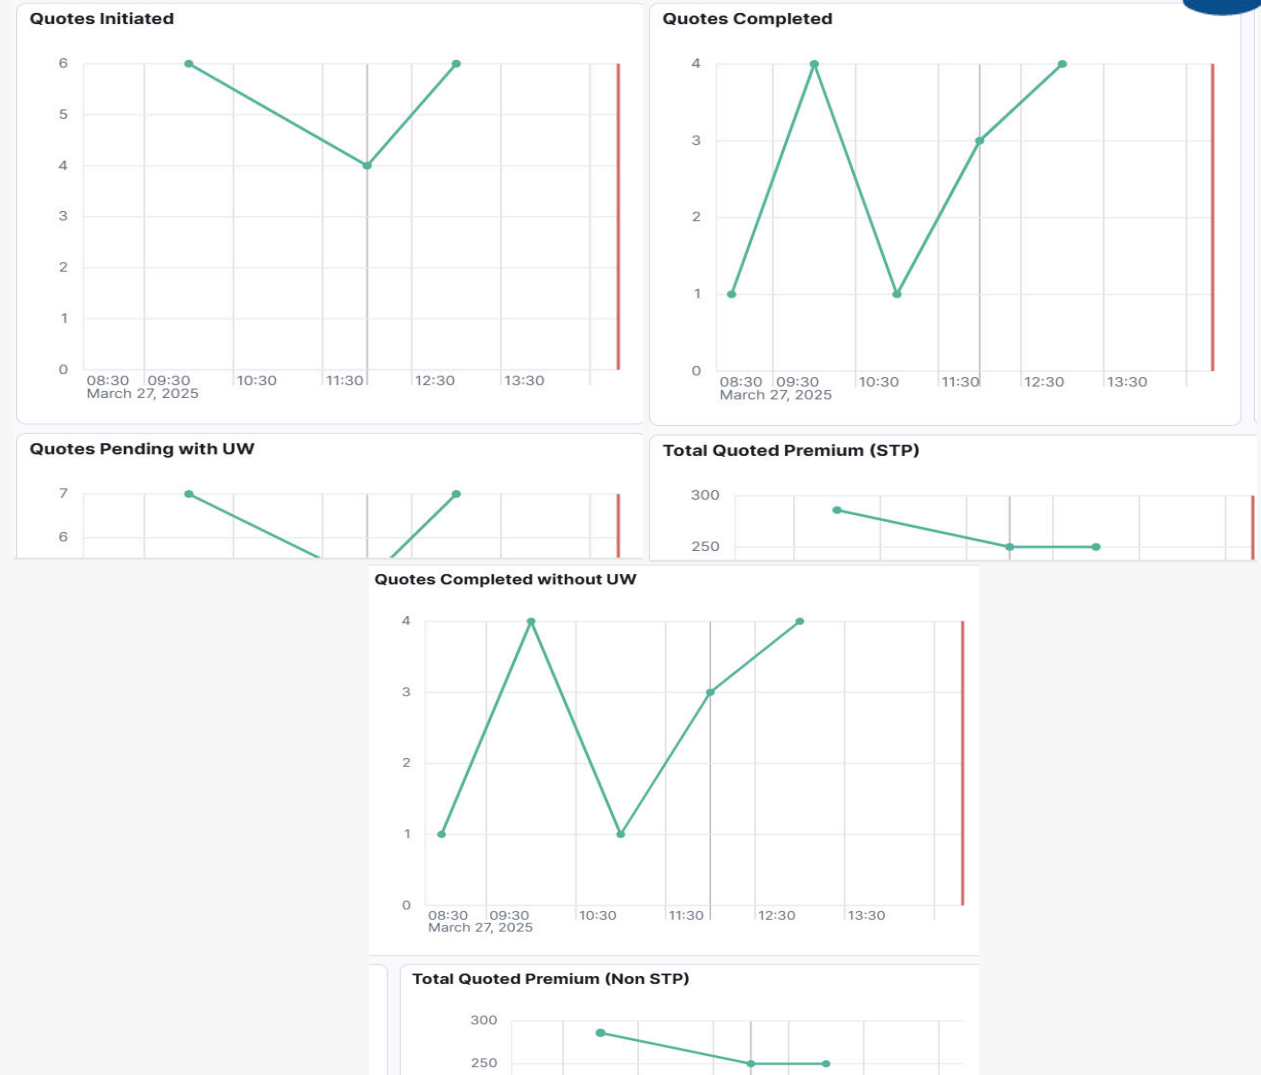 Quotes Initiated
6
5
4
3
2
1
0
08:30 09:30 10:30 11:30 12:30 13:30
March 27, 2025
Quotes Completed
4
3
2
1
0
08:30 09:30 10:30 11:30 12:30 13:30
March 27, 2025
Quotes Pending with UW
7
6
Total Quoted Premium (STP)
300
250
Quotes Completed without UW
4
3
2
1
0
08:30 09:30 10:30 11:30 12:30 13:30
March 27, 2025
Total Quoted Premium (Non STP)
300
250